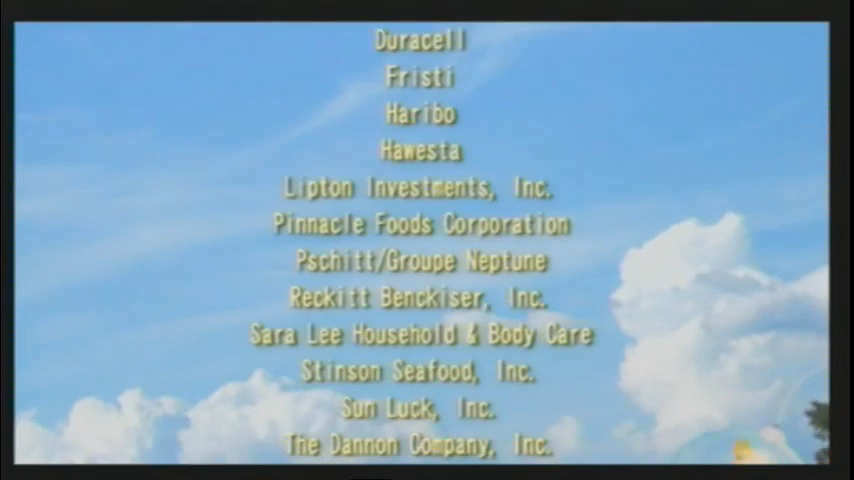 Duracell
Fristi
Haribo
Hawesta
Lipton Investments, Inc.
Pinnacle Foods Corporation
Pschitt/Groupe Neptune
Reckitt Benckiser, Inc.
Sara Lee Household & Body Care
Stinson Seafood, Inc.
Sun Luck, Inc.
The Dannon Company, Inc.